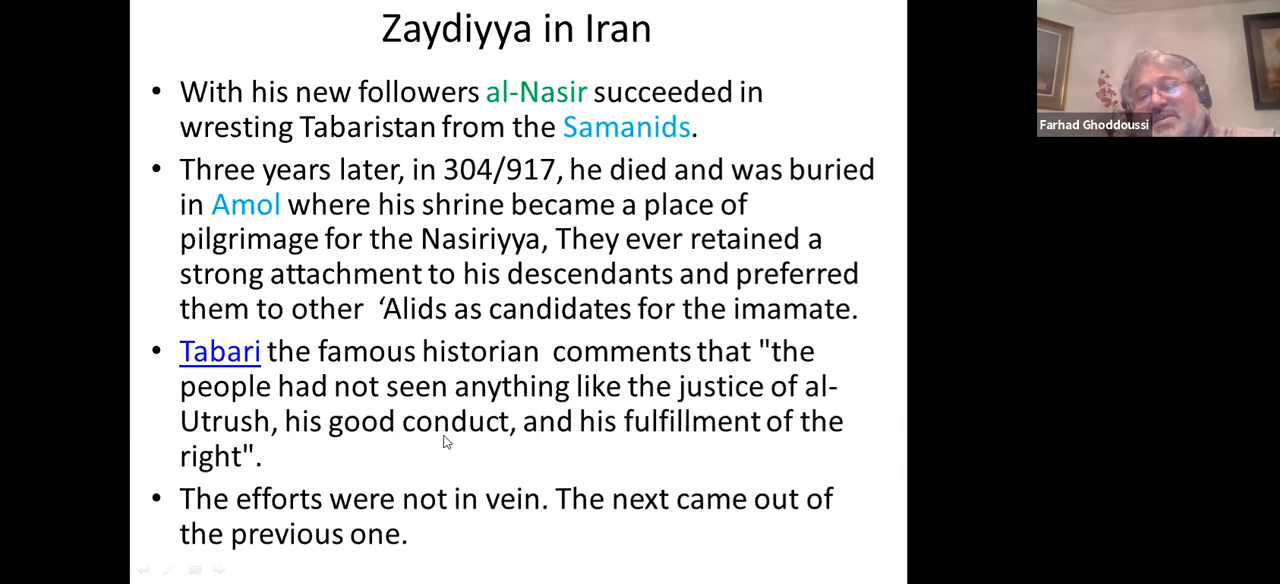 Zaydiyya in Iran
• With his new followers al-Nasir succeeded in
wresting Tabaristan from the Samanids.
• Three years later, in 304/917, he died and was buried
in Amol where his shrine became a place of
pilgrimage for the Nasiriyya, They ever retained a
strong attachment to his descendants and preferred
them to other ‘Alids as candidates for the imamate.
• Tabari the famous historian comments that "the
people had not seen anything like the justice of al-
Utrush, his good conduct, and his fulfillment of the
right".
• The efforts were not in vein. The next came out of
the previous one.
Farhad Ghoddoussi